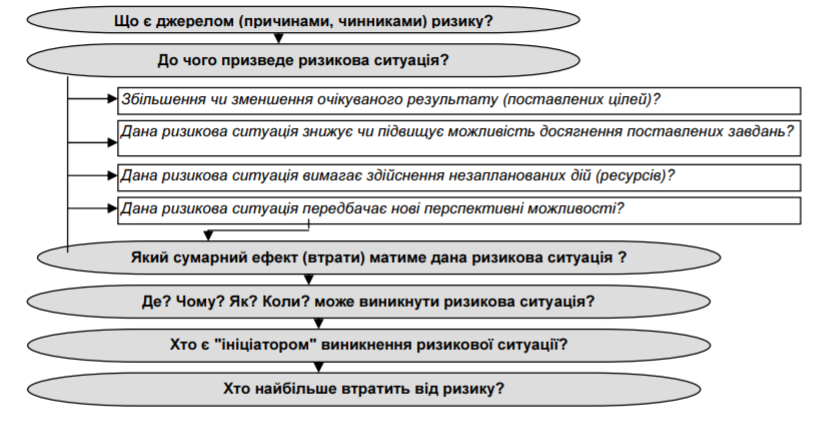 Що є джерелом (причинами, чинниками) ризику?
До чого призведе ризикова ситуація?
Збільшення чи зменшення очікуваного результату (поставлених цілей)?
Дана ризикова ситуація знижує чи підвищує можливість досягнення поставлених завдань?
Дана ризикова ситуація вимагає здійснення незапланованих дій (ресурсів)?
Дана ризикова ситуація передбачає нові перспективні можливості?
Який сумарний ефект (втрати) матиме дана ризикова ситуація ?
Де? Чому? Як? Коли? може виникнути ризикова ситуація?
Хто є "ініціатором" виникнення ризикової ситуації?
Хто найбільше втратить від ризику?